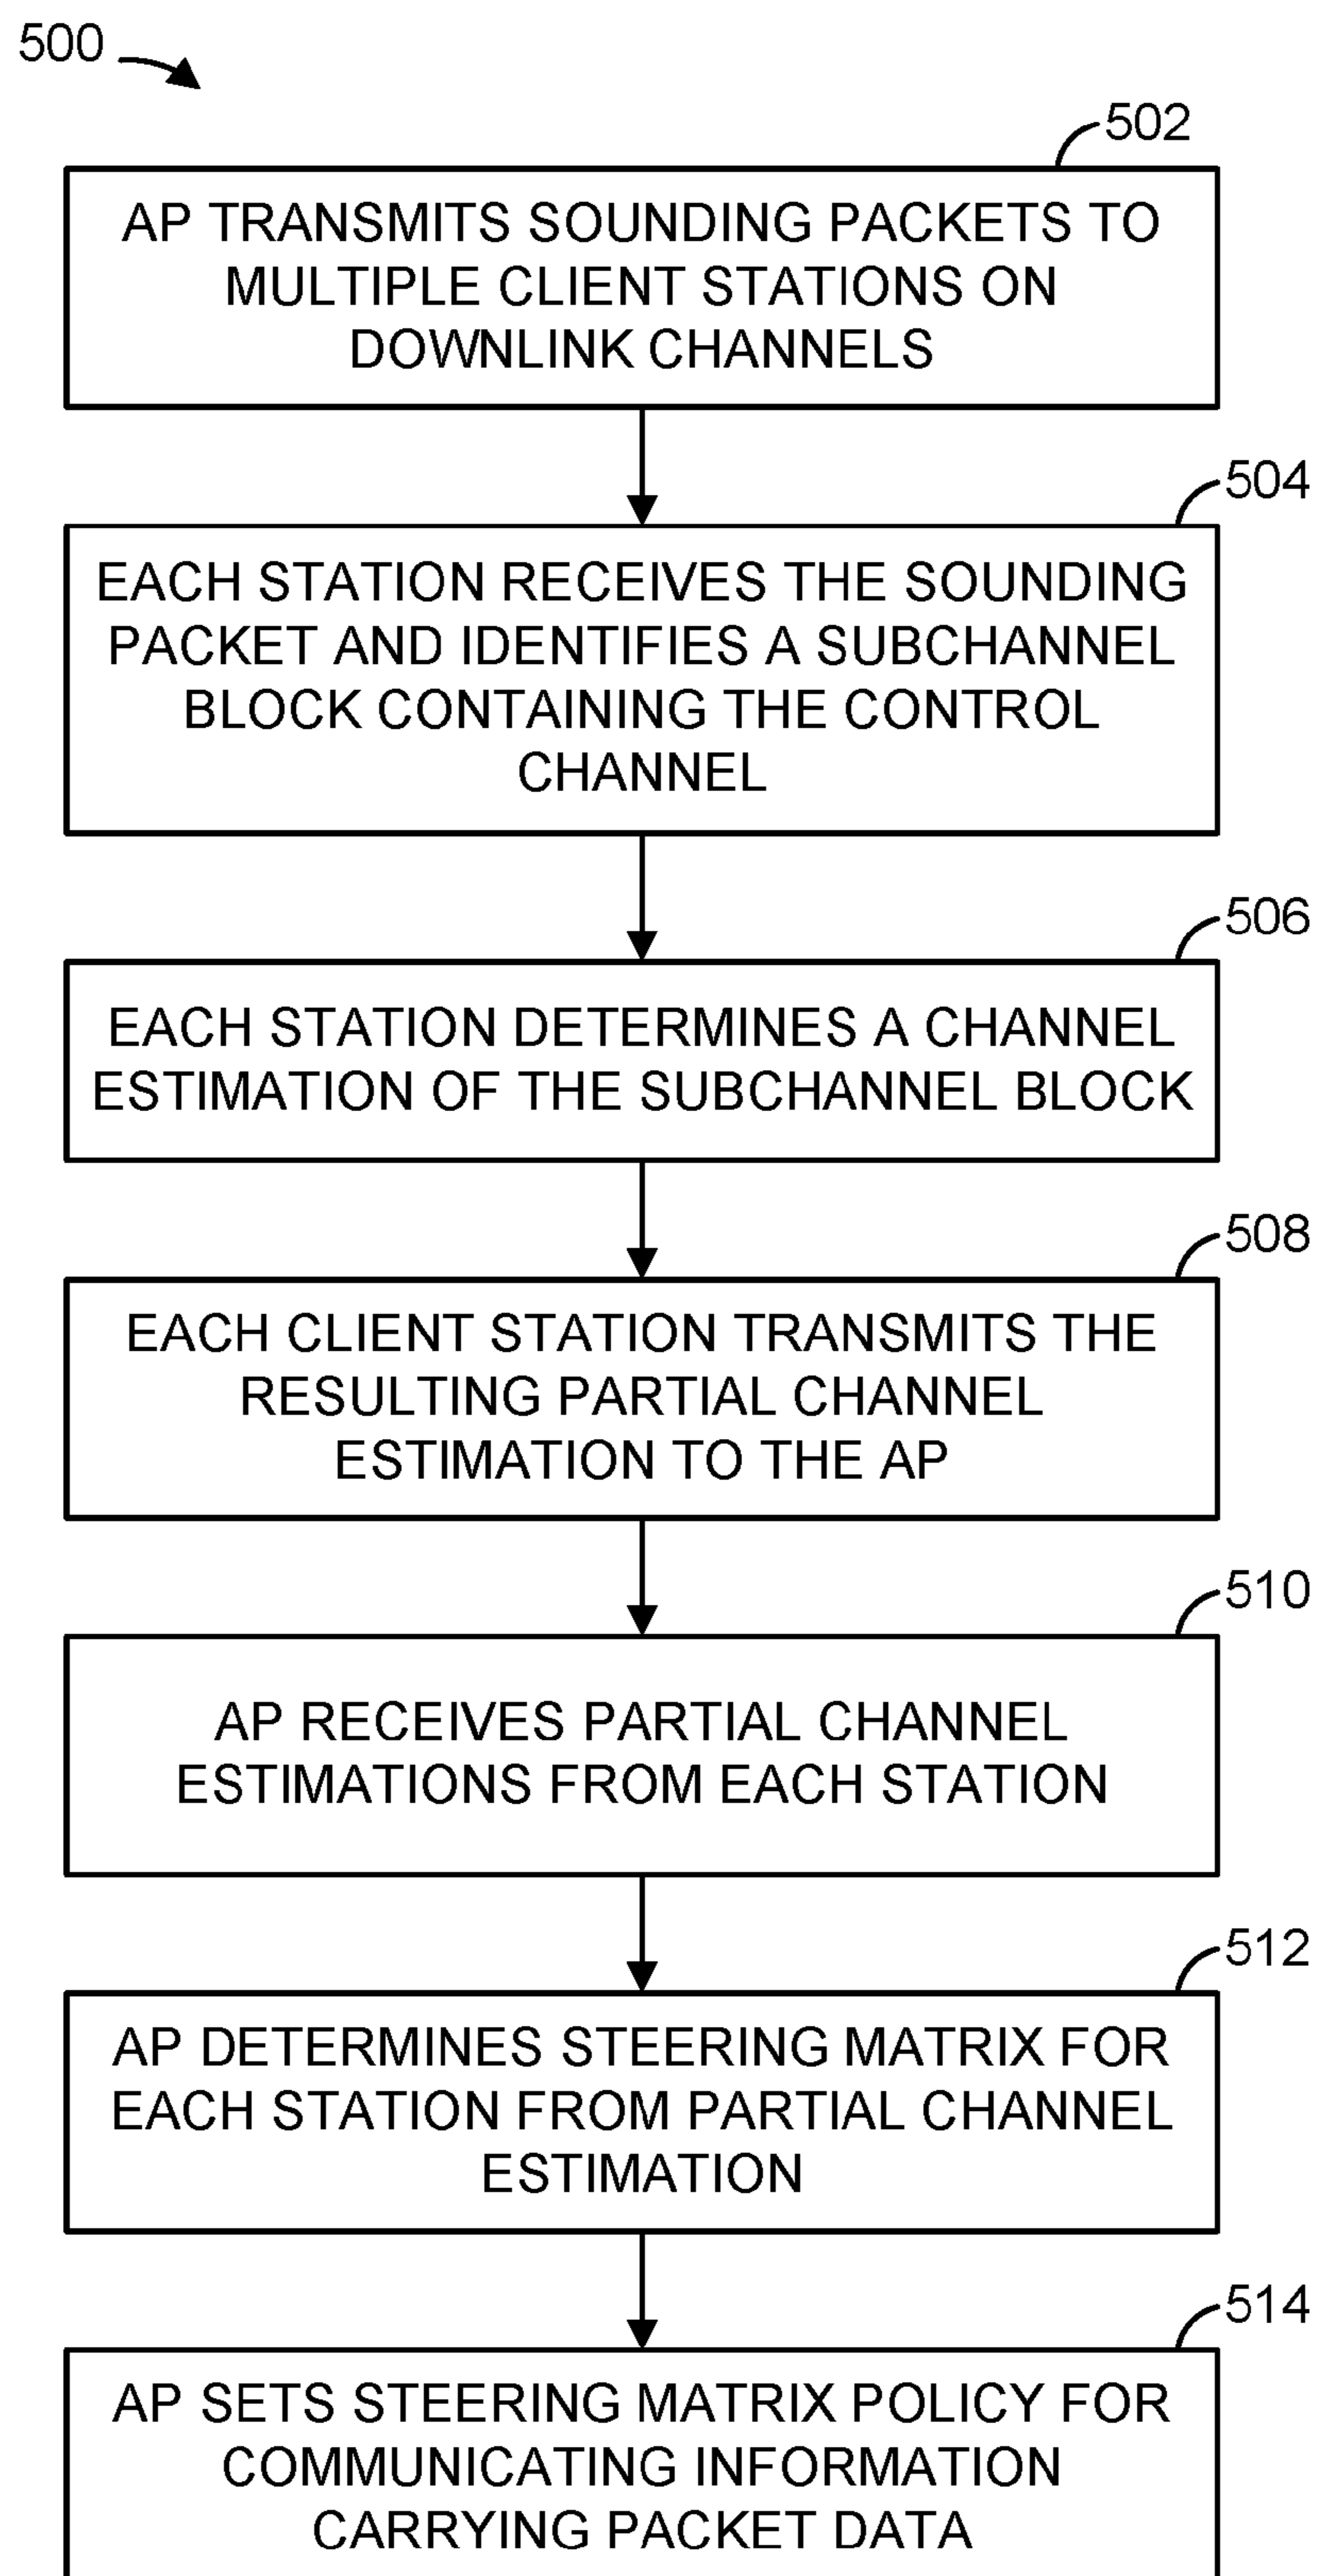 500
502
AP TRANSMITS SOUNDING PACKETS TO
MULTIPLE CLIENT STATIONS ON
DOWNLINK CHANNELS
504
EACH STATION RECEIVES THE SOUNDING
PACKET AND IDENTIFIES A SUBCHANNEL
BLOCK CONTAINING THE CONTROL
CHANNEL
506
EACH STATION DETERMINES A CHANNEL
ESTIMATION OF THE SUBCHANNEL BLOCK
508
EACH CLIENT STATION TRANSMITS THE
RESULTING PARTIAL CHANNEL
ESTIMATION TO THE AP
510
AP RECEIVES PARTIAL CHANNEL
ESTIMATIONS FROM EACH STATION
512
AP DETERMINES STEERING MATRIX FOR
EACH STATION FROM PARTIAL CHANNEL
ESTIMATION
514
AP SETS STEERING MATRIX POLICY FOR
COMMUNICATING INFORMATION
CARRYING PACKET DATA